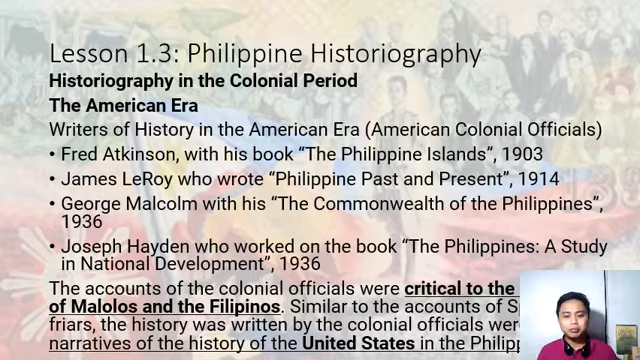 Lesson 1.3: Philippine Historiography
Historiography in the Colonial Period
The American Era
Writers of History in the American Era (American Colonial Officials)
• Fred Atkinson, with his book “The Philippine Islands”, 1903
• James LeRoy who wrote “Philippine Past and Present”, 1914
• George Malcolm with his “The Commonwealth of the Philippines”,
1936
• Joseph Hayden who worked on the book “The Philippines: A Study
in National Development”, 1936
The accounts of the colonial officials were critical to the
of Malolos and the Filipinos. Similar to the accounts of
friars, the history was written by the colonial officials
narratives of the history of the United States in the